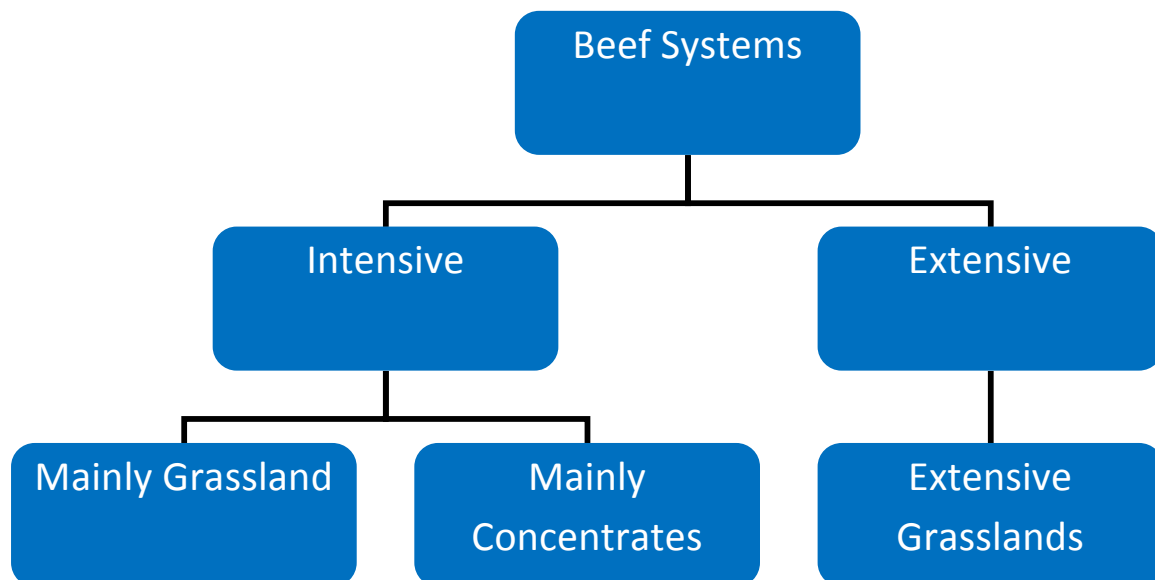 Beef Systems
Intensive
Extensive
Mainly Grassland
Mainly
Concentrates
Extensive
Grasslands